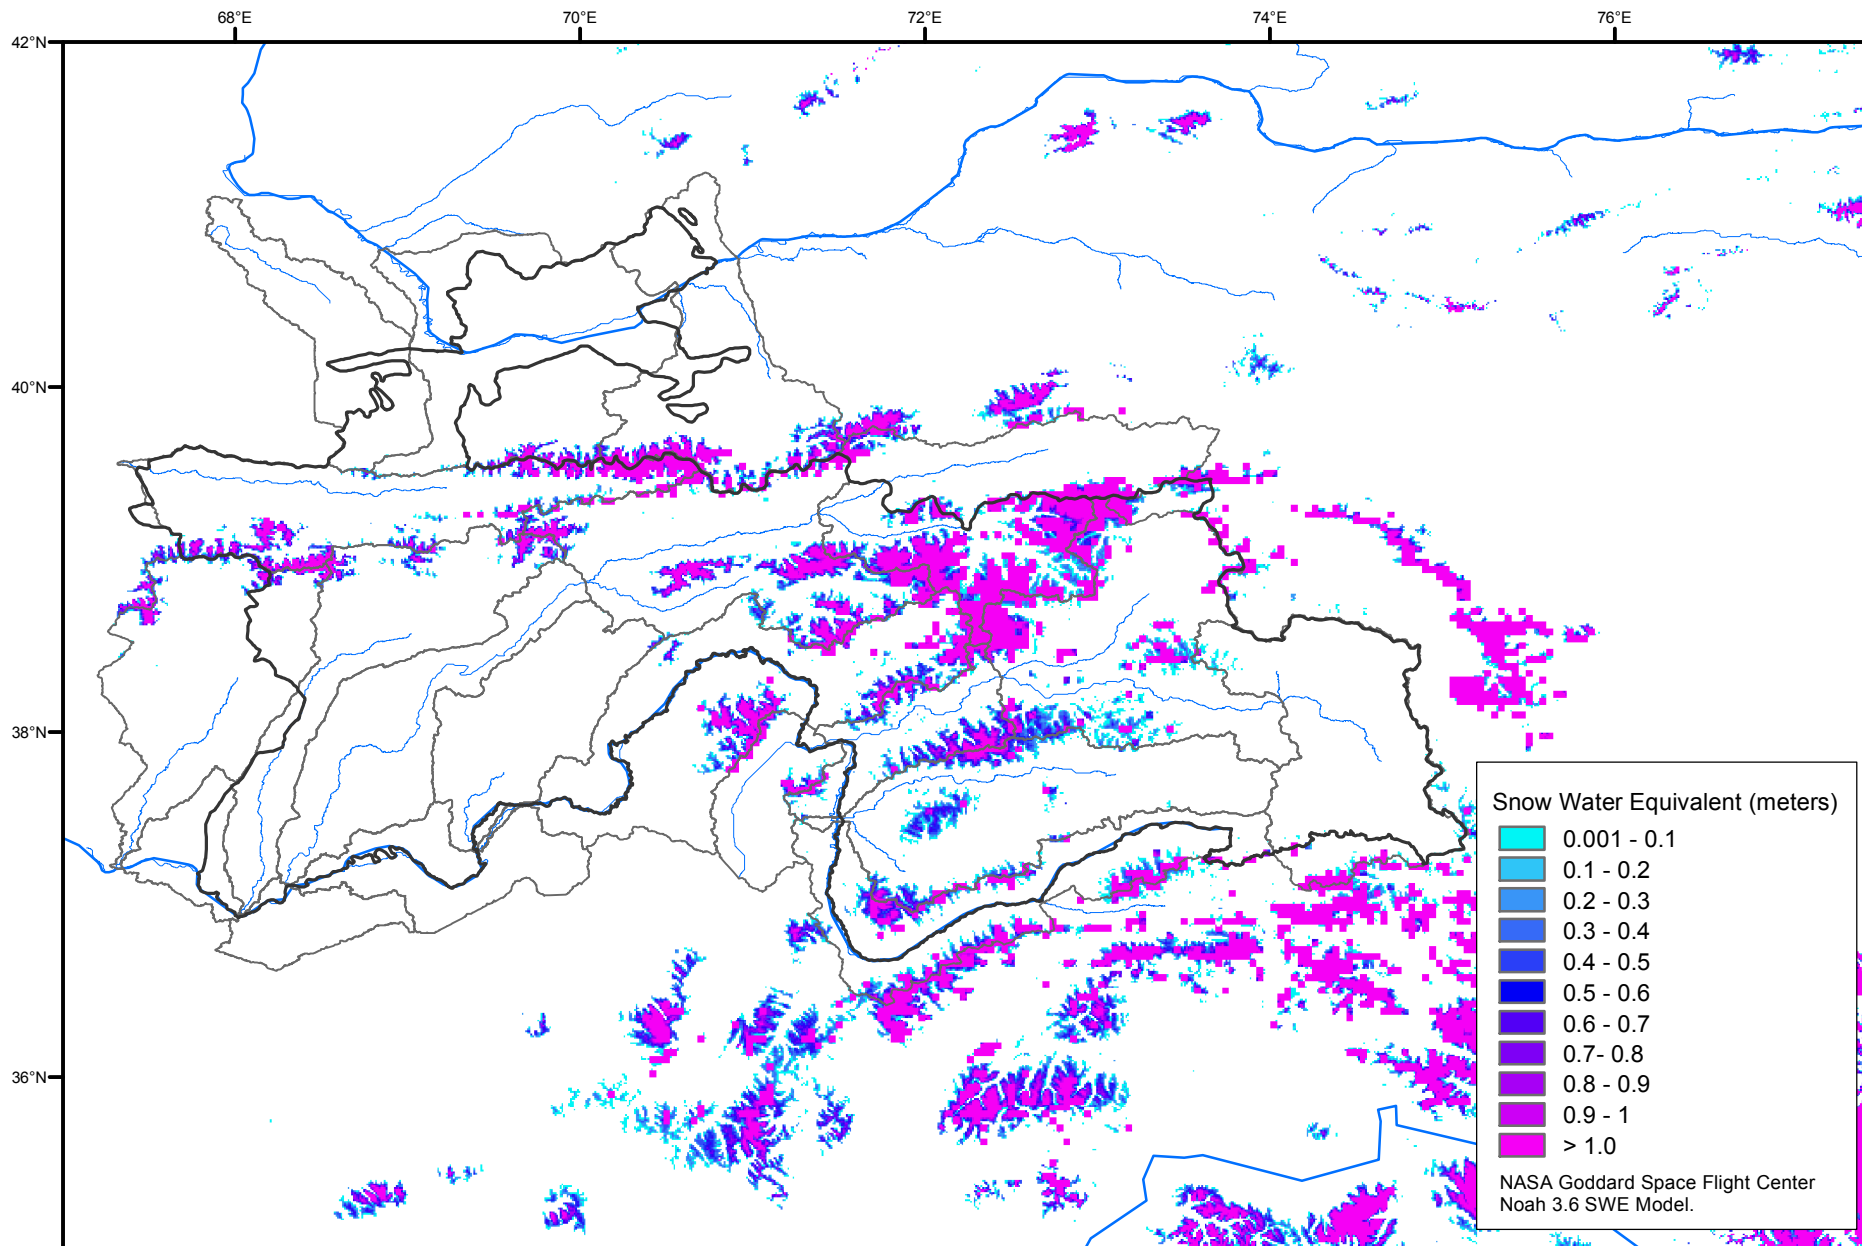 68°E
70°E
72°E
74°E
76°E
42°N
40°N
38°N
36°N
Snow Water Equivalent (meters)
0.001 - 0.1
0.1 - 0.2
0.2 - 0.3
0.3 - 0.4
0.4 - 0.5
0.5 - 0.6
0.6 - 0.7
0.7- 0.8
0.8 - 0.9
0.9 - 1
> 1.0
NASA Goddard Space Flight Center
Noah 3.6 SWE Model.